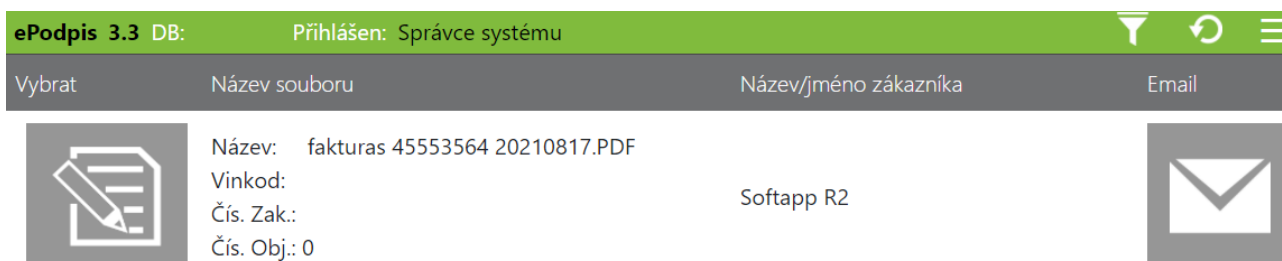 ePodpis 3.3 DB: Přihlášen: Správce systému
Vybrat Název souboru Název/jméno zákazníka Email
Název: fakturas 45553564 20210817.PDF
Vinkod:
Softapp R2
Čís. Zak.:
Čís. Obj.: 0